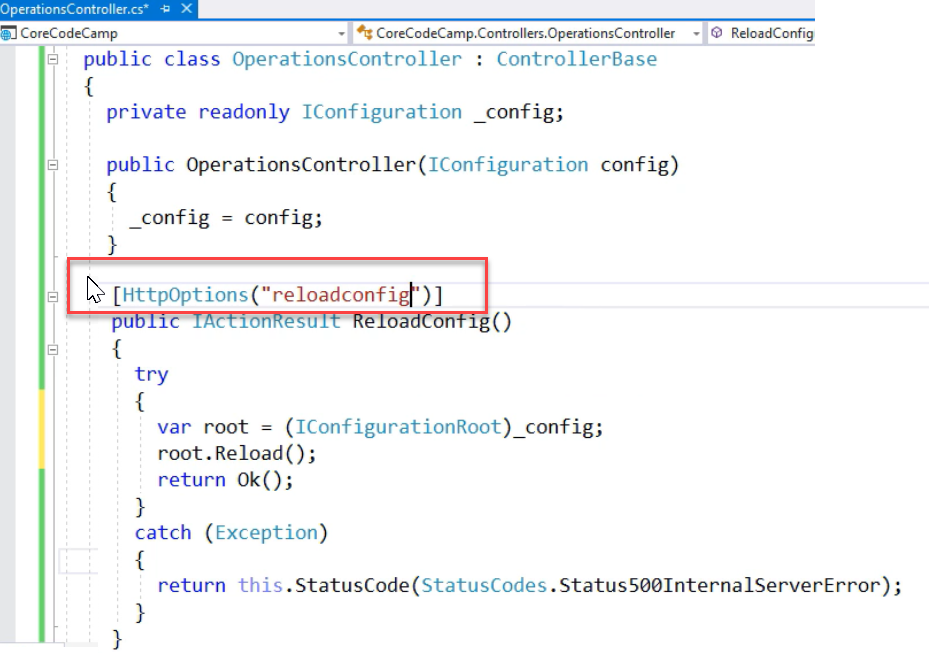 OperationsController.cs*
CoreCodeCamp CoreCodeCamp.Controllers.OperationsController ReloadConfig
public class OperationsController : ControllerBase
{
private readonly IConfiguration _config;
public OperationsController(IConfiguration config)
{
_config = config;
}
[HttpOptions("reloadconfig")]
public IActionResult ReloadConfig()
{
try
{
var root = (IConfigurationRoot)_config;
root.Reload();
return Ok();
}
catch (Exception)
{
return this.StatusCode(StatusCodes.Status500InternalServerError);
}
}